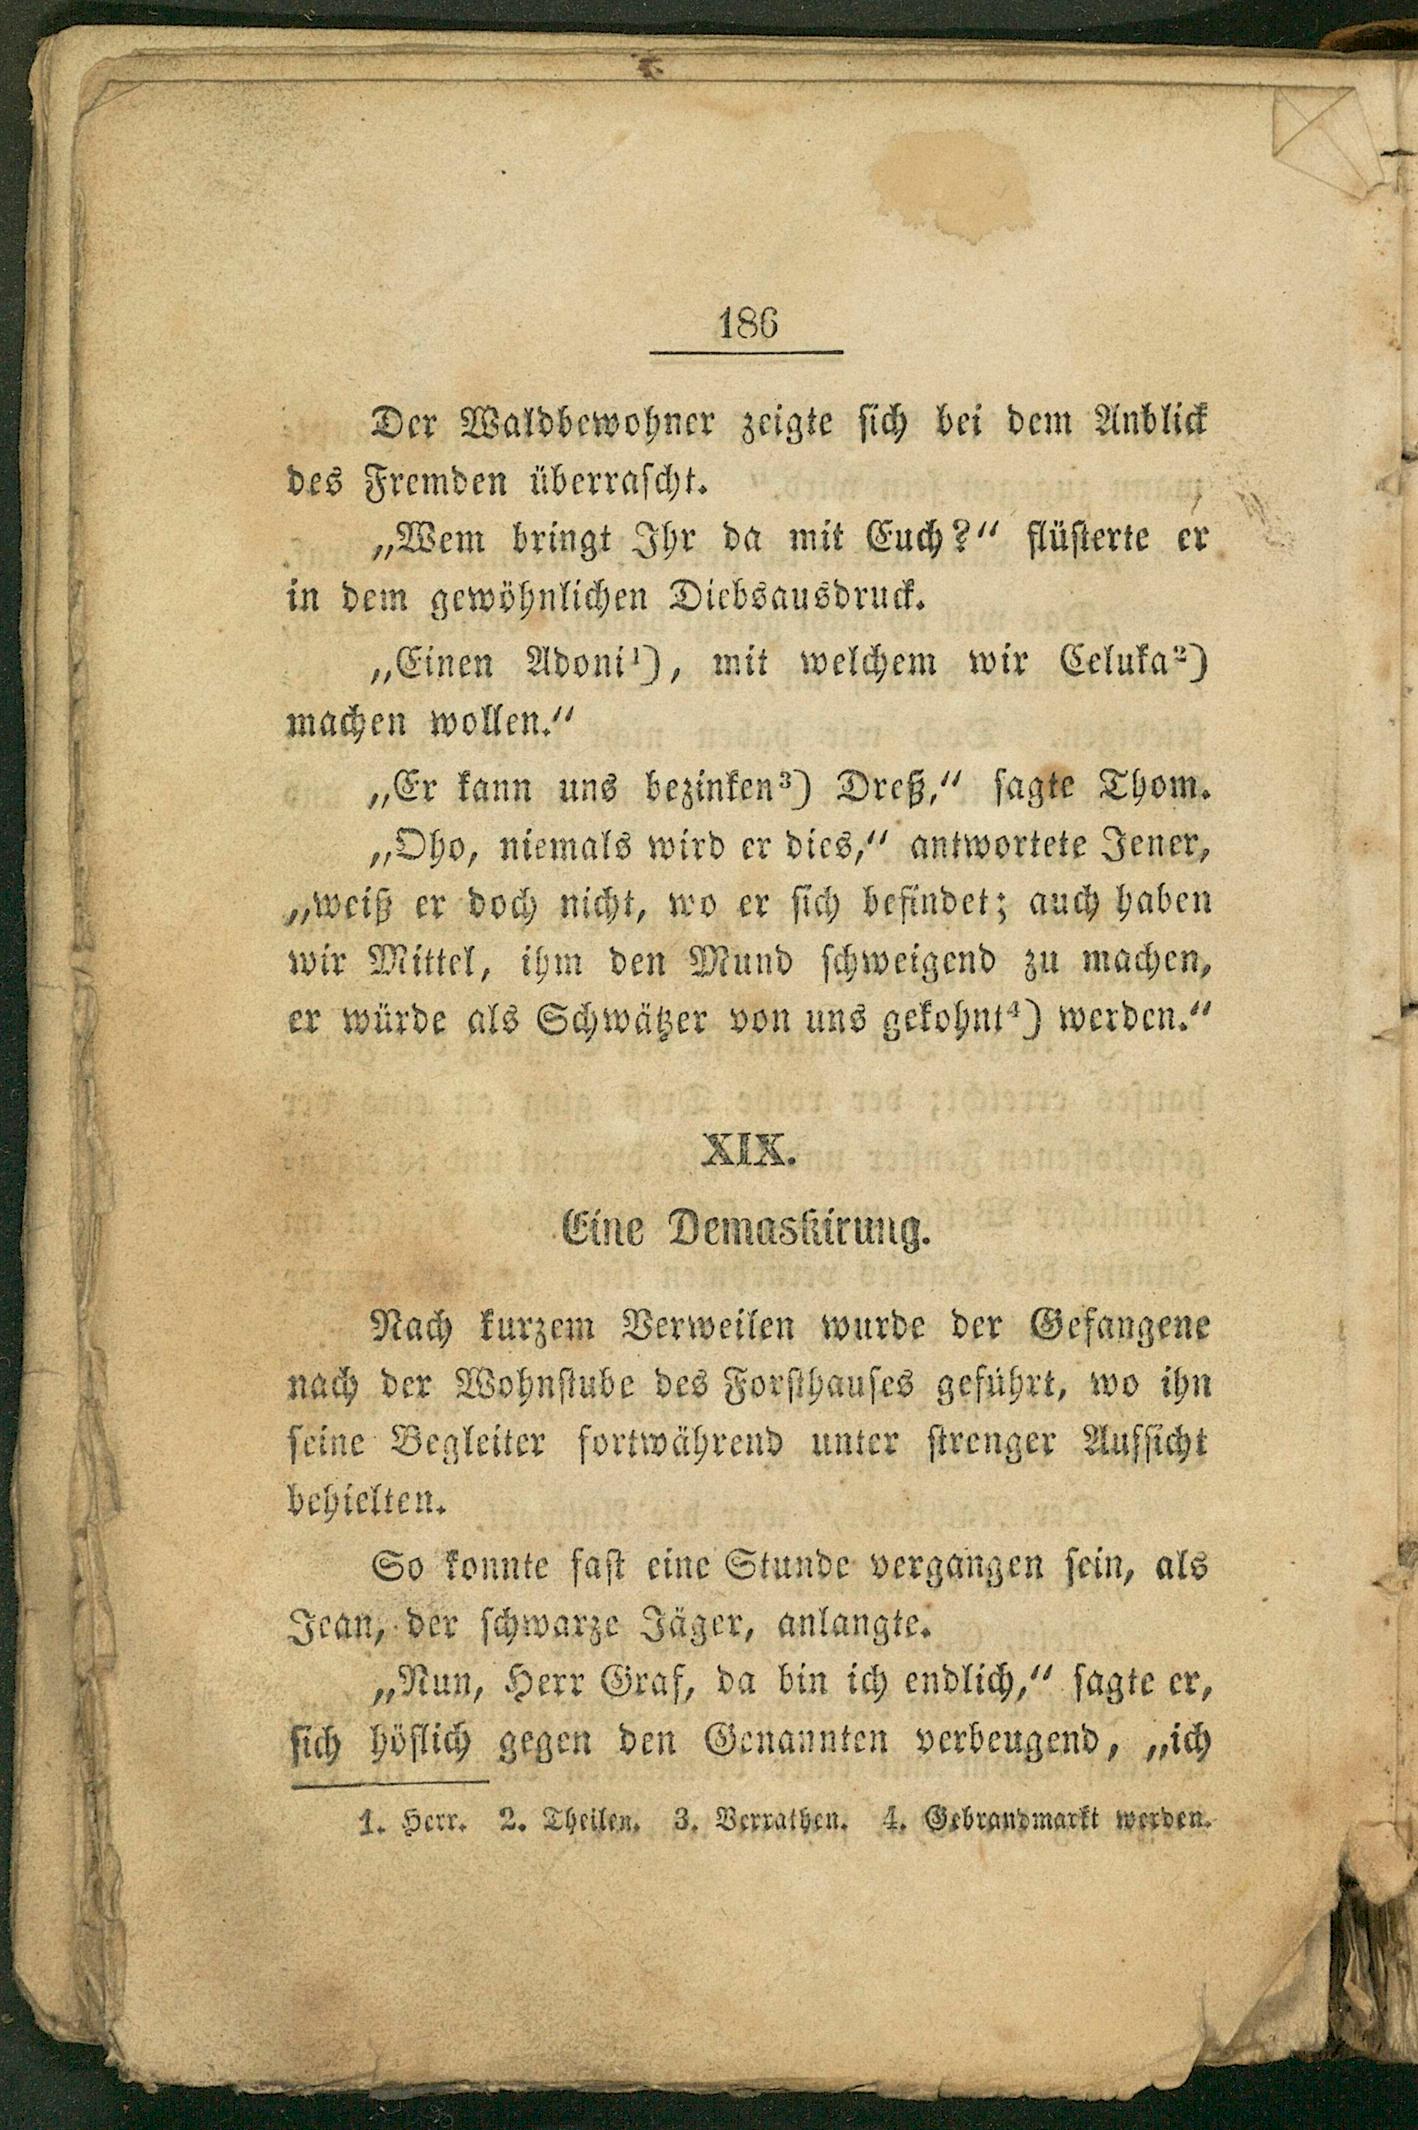 186
Der Waldbewohner zeigte sich bei dem Anblick
des Fremden überrascht.
„Wem bringt Ihr da mit Euch?“ flüsterte er
in dem gewöhnlichen Diebsausdruck.
„Einen Adoni¹), mit welchem wir Celuka²)
machen wollen.“
„Er kann uns bezinken³) Dreß,“ sagte Thom.
„Oho, niemals wird er dies,“ antwortete Jener,
„weiß er doch nicht, wo er sich befindet; auch haben
wir Mittel, ihm den Mund schweigend zu machen,
er würde als Schwätzer von uns gekohnt⁴) werden.“
XIX.
Eine Demaskirung.
Nach kurzem Verweilen wurde der Gefangene
nach der Wohnstube des Forsthauses geführt, wo ihn
seine Begleiter fortwährend unter strenger Aufsicht
behielten.
So konnte fast eine Stunde vergangen sein, als
Jean, der schwarze Jäger, anlangte.
„Nun, Herr Graf, da bin ich endlich,“ sagte er,
sich höflich gegen den Genannten verbeugend, „ich
1. Herr. 2. Theilen. 3. Verrathen. 4. Gebrandmarkt werden.